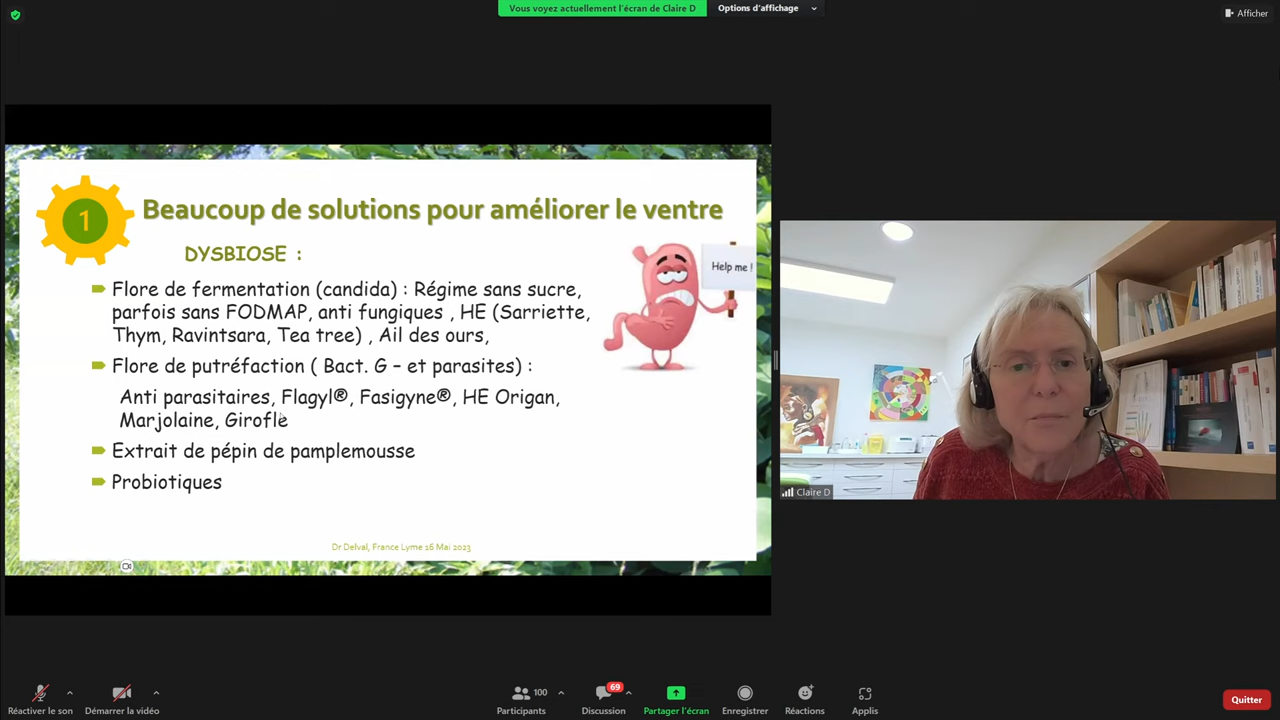 Vous voyez actuellement l'écran de Claire D
Options d'affichage
Afficher
1
Beaucoup de solutions pour améliorer le ventre
DYSBIOSE :
Help me !
Flore de fermentation (candida) : Régime sans sucre,
parfois sans FODMAP, anti fungiques , HE (Sarriette,
Thym, Ravintsara, Tea tree) , Ail des ours,
Flore de putréfaction ( Bact. G – et parasites) :
Anti parasitaires, Flagyl®, Fasigyne®, HE Origan,
Marjolaine, Girofle
Extrait de pépin de pamplemousse
Probiotiques
Dr Delval, France Lyme 16 Mai 2023
Claire D
Réactiver le son
Démarrer la vidéo
100
Participants
69
Discussion
Partager l'écran
Enregistrer
Réactions
Applis
Quitter